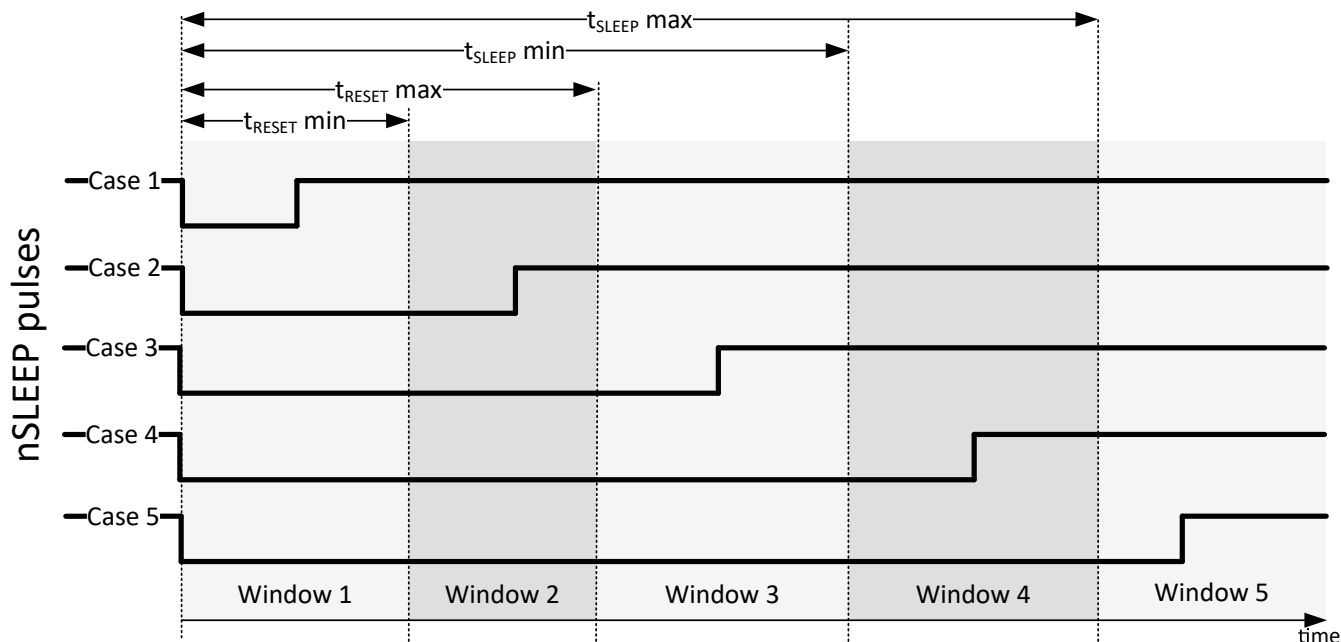 tSLEEP max
tSLEEP min
tRESET max
tRESET min
nSLEEP pulses
Case 1
Case 2
Case 3
Case 4
Case 5
Window 1
Window 2
Window 3
Window 4
Window 5
time